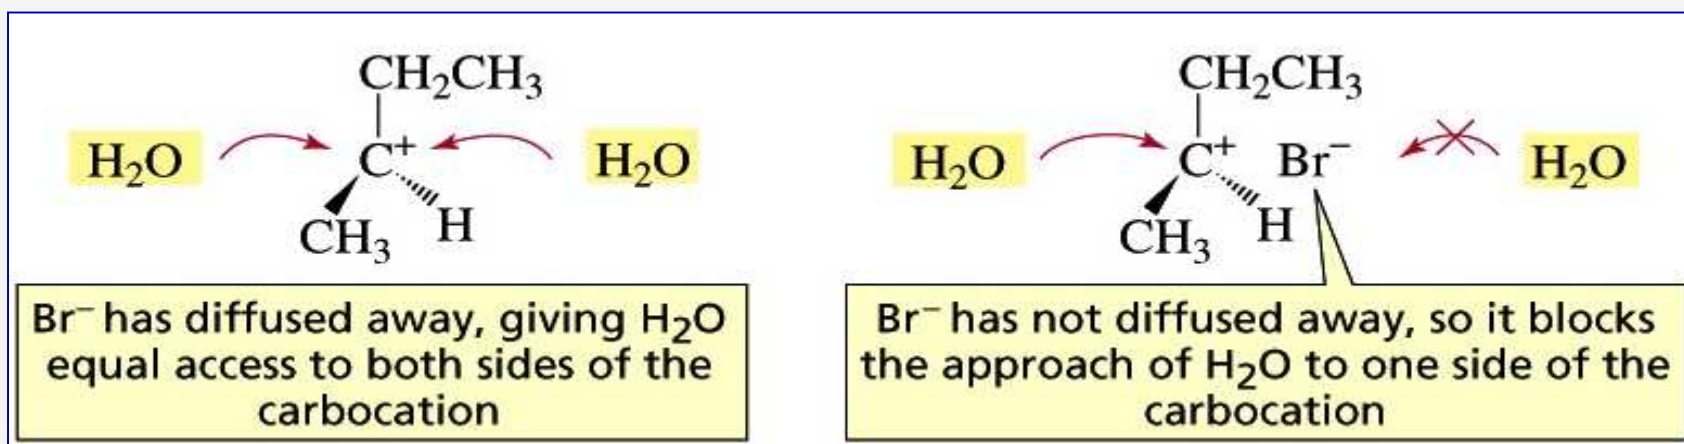 CH₂CH₃
H₂O C⁺ H₂O
CH₃ H
Br⁻ has diffused away, giving H₂O
equal access to both sides of the
carbocation
CH₂CH₃
H₂O C⁺ Br⁻ H₂O
CH₃ H
Br⁻ has not diffused away, so it blocks
the approach of H₂O to one side of the
carbocation